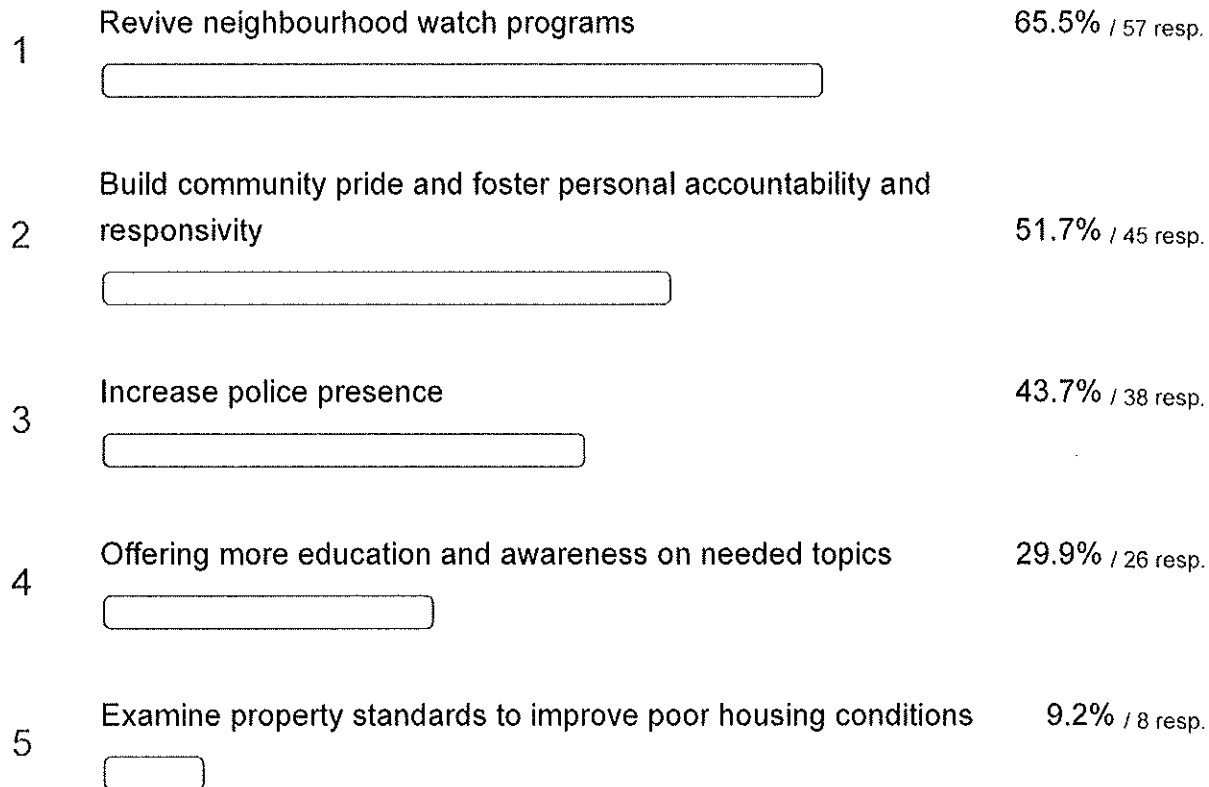 1 Revive neighbourhood watch programs 65.5% / 57 resp.
Build community pride and foster personal accountability and
2 responsivity 51.7% / 45 resp.
3 Increase police presence 43.7% / 38 resp.
4 Offering more education and awareness on needed topics 29.9% / 26 resp.
5 Examine property standards to improve poor housing conditions 9.2% / 8 resp.